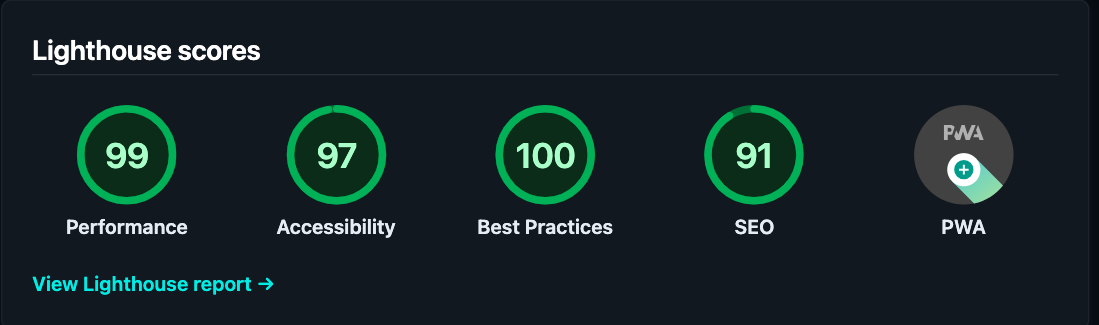 Lighthouse scores
99 97 100 91 PWA
Performance Accessibility Best Practices SEO PWA
View Lighthouse report →